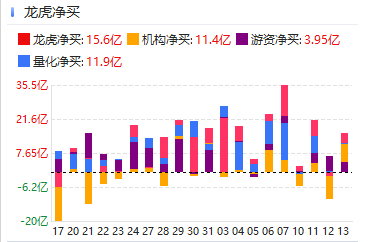 龙虎净买
龙虎净买: 15.6亿 机构净买: 11.4亿 游资净买: 3.95亿
量化净买: 11.9亿
35.5亿
21.6亿
7.65亿
-6.2亿
-20亿
17 20 21 22 23 24 27 28 29 30 31 03 04 05 06 07 10 11 12 13